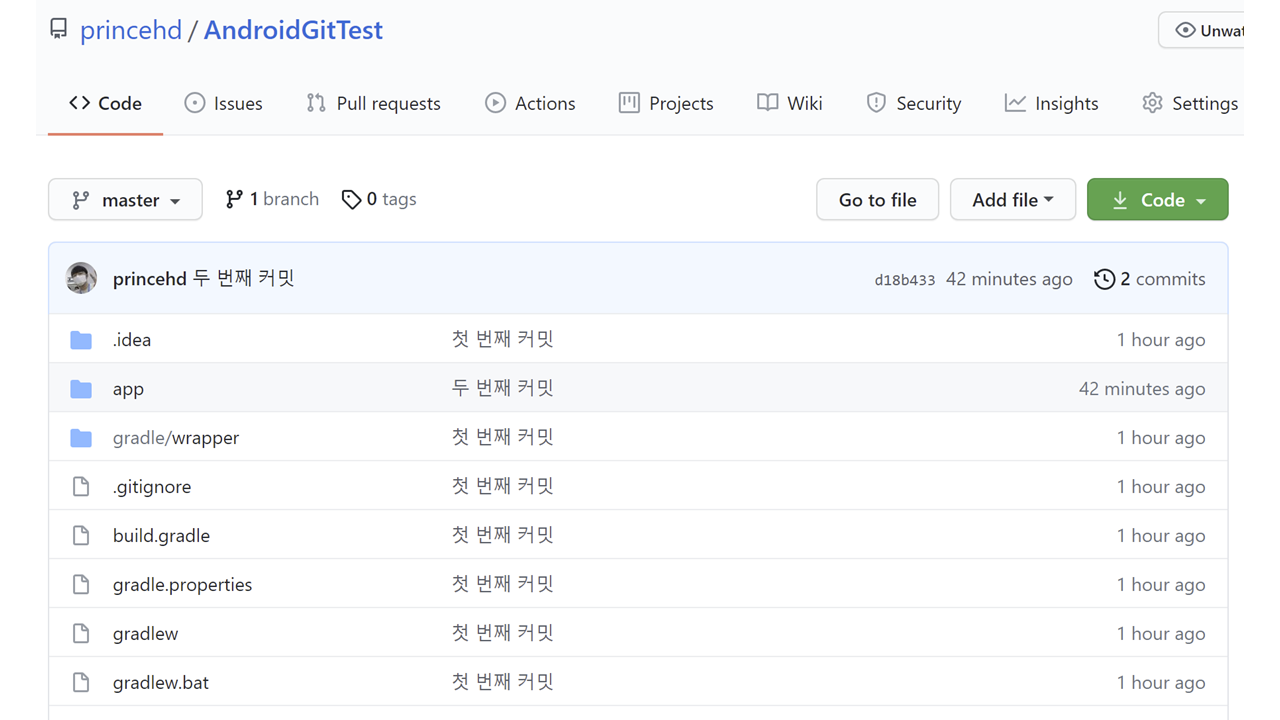 princehd / AndroidGitTest
Unwat
Code Issues Pull requests Actions Projects Wiki Security Insights Settings
master 1 branch 0 tags Go to file Add file Code
princehd 두 번째 커밋 d18b433 42 minutes ago 2 commits
.idea 첫 번째 커밋 1 hour ago
app 두 번째 커밋 42 minutes ago
gradle/wrapper 첫 번째 커밋 1 hour ago
.gitignore 첫 번째 커밋 1 hour ago
build.gradle 첫 번째 커밋 1 hour ago
gradle.properties 첫 번째 커밋 1 hour ago
gradlew 첫 번째 커밋 1 hour ago
gradlew.bat 첫 번째 커밋 1 hour ago